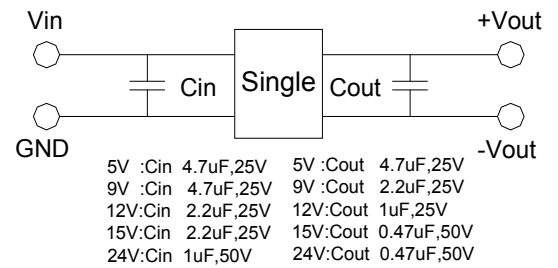 Vin +Vout
Cin Single Cout
GND -Vout
5V :Cin 4.7uF,25V 5V :Cout 4.7uF,25V
9V :Cin 4.7uF,25V 9V :Cout 2.2uF,25V
12V:Cin 2.2uF,25V 12V:Cout 1uF,25V
15V:Cin 2.2uF,25V 15V:Cout 0.47uF,50V
24V:Cin 1uF,50V 24V:Cout 0.47uF,50V